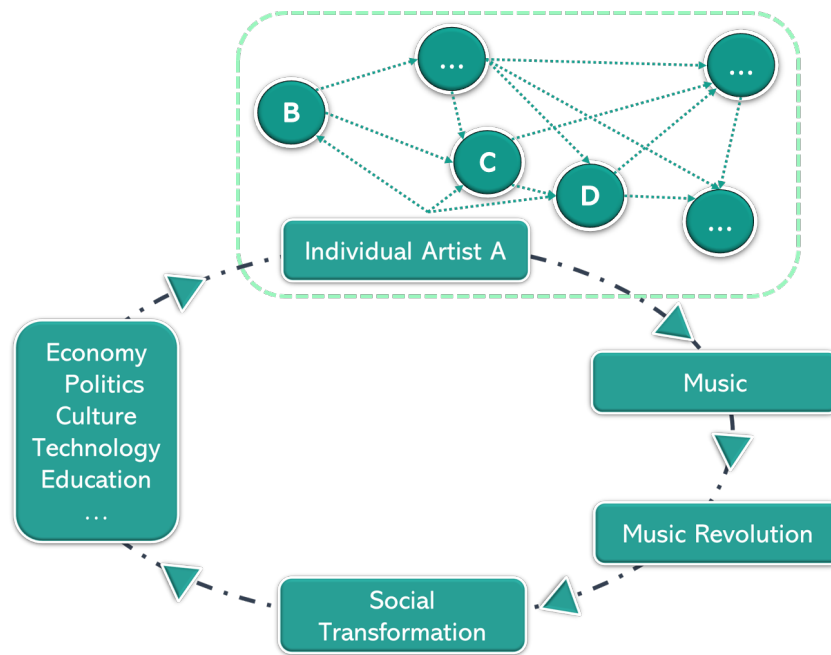 ...
...
B
C
D
...
Individual Artist A
Economy
Politics
Culture
Technology
Education
...
Music
Music Revolution
Social
Transformation